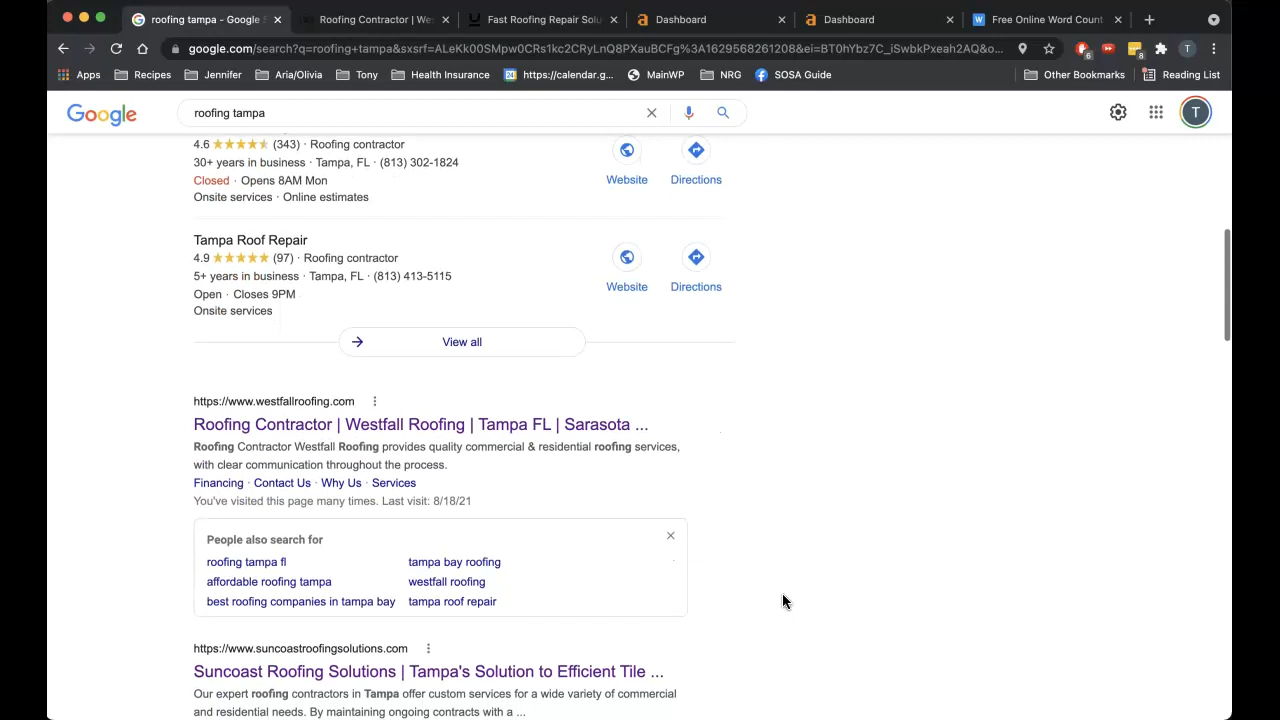 roofing tampa - Google S
Roofing Contractor | Wes
Fast Roofing Repair Solu
Dashboard
Dashboard
Free Online Word Count
google.com/search?q=roofing+tampa&sxsrf=ALeKk00SMpw0CRs1kc2CRyLnQ8PXauBCFg%3A1629568261208&ei=BT0hYbz7C_iSwbkPxeah2AQ&o...
6
8
T
Apps
Recipes
Jennifer
Aria/Olivia
Tony
Health Insurance
24
https://calendar.g...
MainWP
NRG
SOSA Guide
Other Bookmarks
Reading List
Google
roofing tampa
T
4.6 (343) · Roofing contractor
30+ years in business · Tampa, FL · (813) 302-1824
Closed · Opens 8AM Mon
Onsite services · Online estimates
Website
Directions
Tampa Roof Repair
4.9 (97) · Roofing contractor
5+ years in business · Tampa, FL · (813) 413-5115
Open · Closes 9PM
Onsite services
Website
Directions
View all
https://www.westfallroofing.com
Roofing Contractor | Westfall Roofing | Tampa FL | Sarasota ...
Roofing Contractor Westfall Roofing provides quality commercial & residential roofing services,
with clear communication throughout the process.
Financing · Contact Us · Why Us · Services
You've visited this page many times. Last visit: 8/18/21
People also search for
roofing tampa fl
tampa bay roofing
affordable roofing tampa
westfall roofing
best roofing companies in tampa bay
tampa roof repair
https://www.suncoastroofingsolutions.com
Suncoast Roofing Solutions | Tampa's Solution to Efficient Tile ...
Our expert roofing contractors in Tampa offer custom services for a wide variety of commercial
and residential needs. By maintaining ongoing contracts with a ...